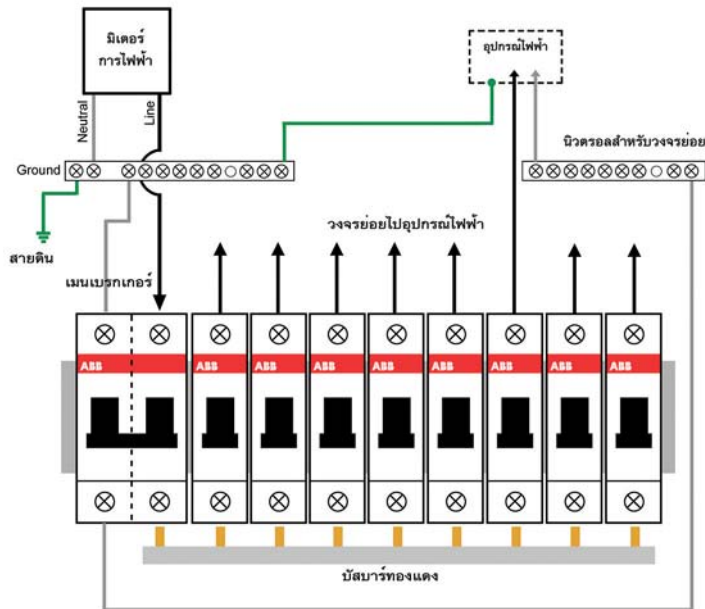 มิเตอร์
การไฟฟ้า
อุปกรณ์ไฟฟ้า
Neutral
Line
นิวตรอลสำหรับวงจรย่อย
Ground
วงจรย่อยไปอุปกรณ์ไฟฟ้า
สายดิน
เมนเบรกเกอร์
ABB
ABB
ABB
ABB
ABB
ABB
ABB
ABB
ABB
บัสบาร์ทองแดง